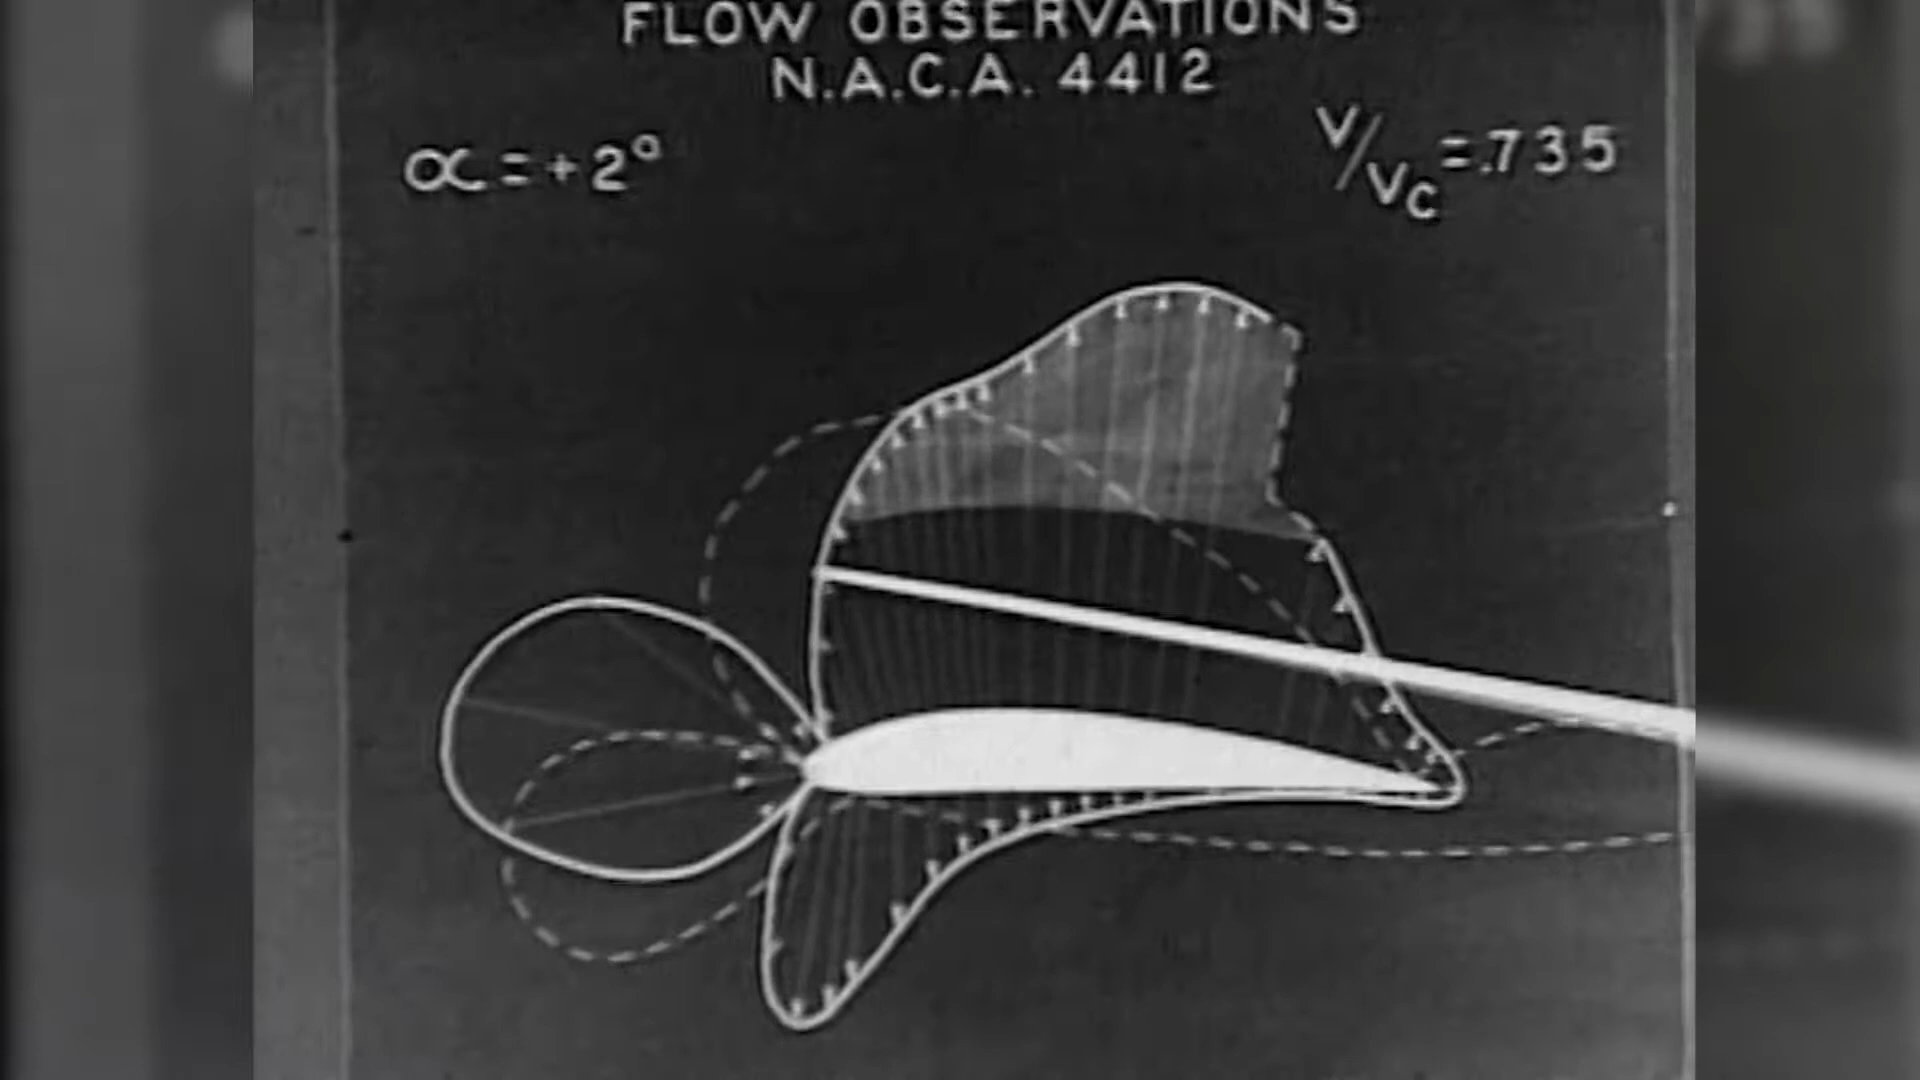 FLOW OBSERVATIONS
N.A.C.A. 4412
α = +2°
V/Vc = .735